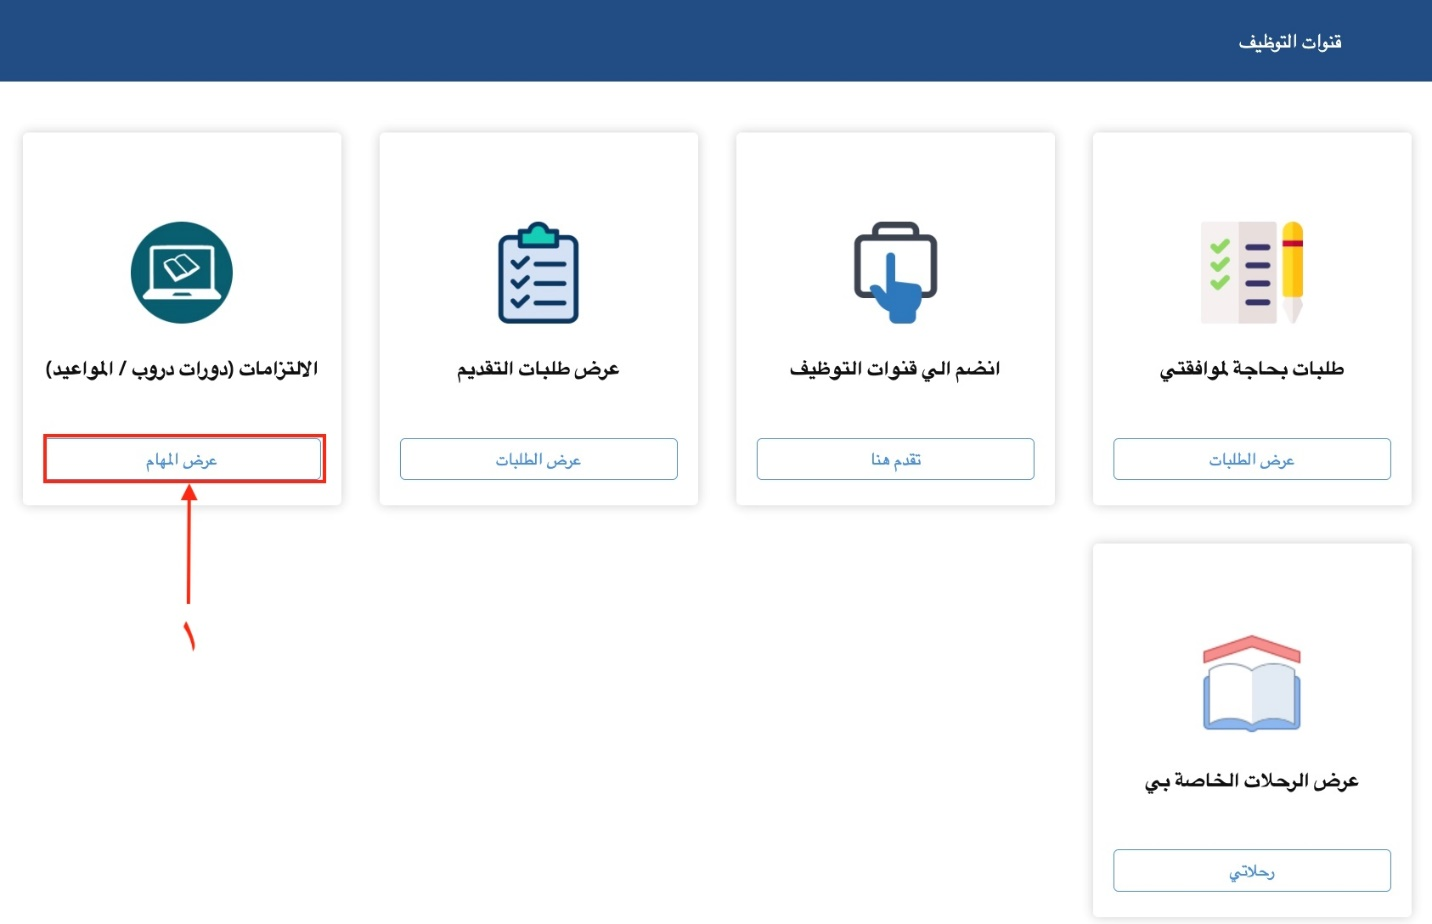 قنوات التوظيف
طلبات بحاجة لموافقتي
عرض الطلبات
انضم الي قنوات التوظيف
تقدم هنا
عرض طلبات التقديم
عرض الطلبات
الالتزامات (دورات دروب / المواعيد)
عرض المهام
١
عرض الرحلات الخاصة بي
رحلاتي